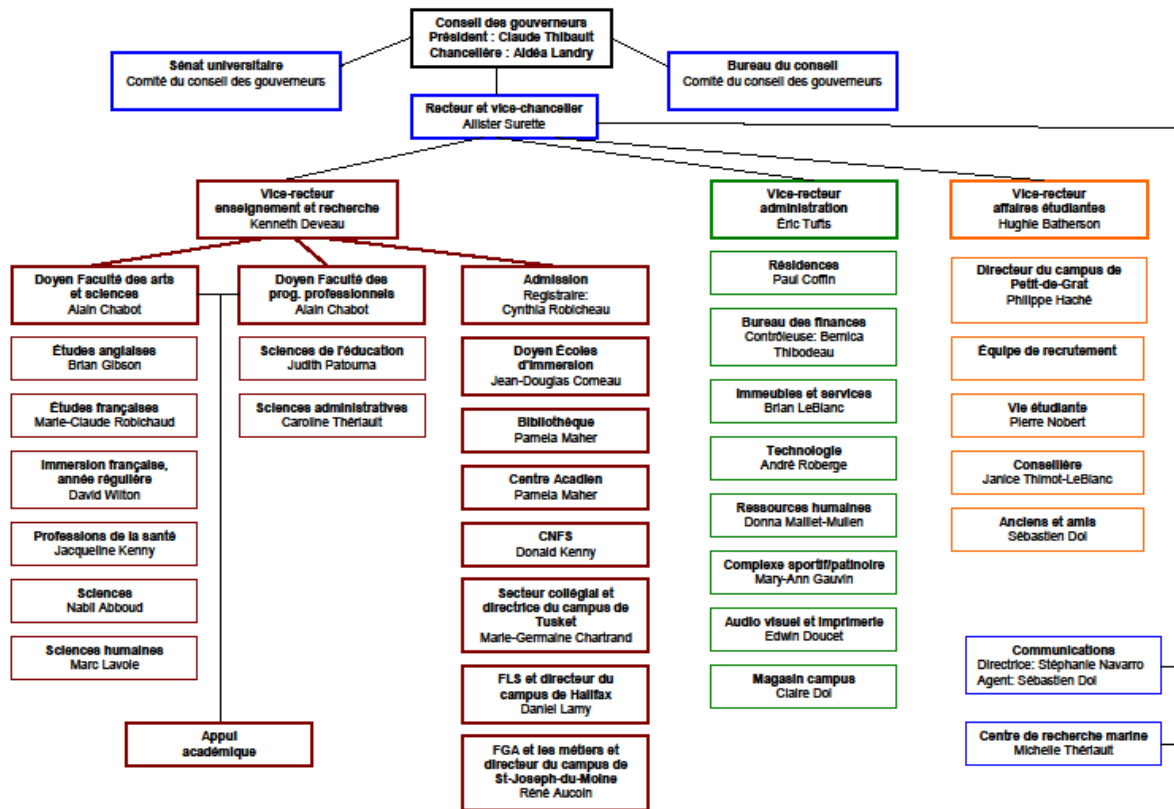 Conseil des gouverneurs
Président : Claude Thibault
Chancelière : Aldéa Landry
Sénat universitaire
Comité du conseil des gouverneurs
Bureau du conseil
Comité du conseil des gouverneurs
Recteur et vice-chancelier
Allister Surette
Vice-recteur
enseignement et recherche
Kenneth Deveau
Vice-recteur
administration
Éric Tufts
Vice-recteur
affaires étudiantes
Hughie Batherson
Doyen Faculté des arts
et sciences
Alain Chabot
Études anglaises
Brian Gibson
Études françaises
Marie-Claude Robichaud
Immersion française,
année régulière
David Wilton
Professions de la santé
Jacqueline Kenny
Sciences
Nabil Abboud
Sciences humaines
Marc Lavoie
Doyen Faculté des
prog. professionnels
Alain Chabot
Sciences de l'éducation
Judith Patouma
Sciences administratives
Caroline Thériault
Appui
académique
Admission
Registraire:
Cynthia Robicheau
Doyen Écoles
d'immersion
Jean-Douglas Comeau
Bibliothèque
Pamela Maher
Centre Acadien
Pamela Maher
CNFS
Donald Kenny
Secteur collégial et
directrice du campus de
Tusket
Marie-Germaine Chartrand
FLS et directeur du
campus de Halifax
Daniel Lamy
FGA et les métiers et
directeur du campus de
St-Joseph-du-Moine
Réné Aucoin
Résidences
Paul Coffin
Bureau des finances
Contrôleuse: Bernica
Thibodeau
Immeubles et services
Brian LeBlanc
Technologie
André Roberge
Ressources humaines
Donna Maillet-Mullen
Complexe sportif/patinoire
Mary-Ann Gauvin
Audio visuel et imprimerie
Edwin Doucet
Magasin campus
Claire Doi
Directeur du campus de
Petit-de-Grat
Philippe Haché
Équipe de recrutement
Vie étudiante
Pierre Nobert
Conseillère
Janice Thimot-LeBlanc
Anciens et amis
Sébastien Dol
Communications
Directrice: Stéphanie Navarro
Agent: Sébastien Dol
Centre de recherche marine
Michelle Thériault